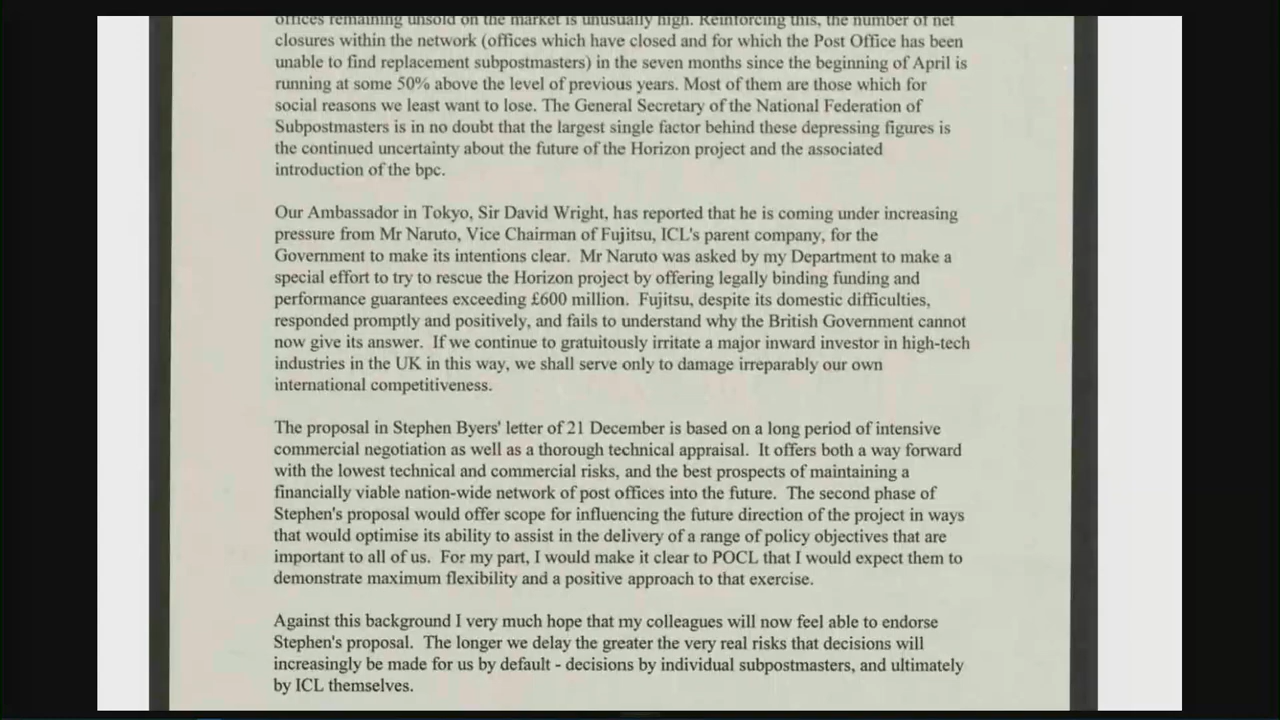 offices remaining unsold on the market is unusually high. Reinforcing this, the number of net
closures within the network (offices which have closed and for which the Post Office has been
unable to find replacement subpostmasters) in the seven months since the beginning of April is
running at some 50% above the level of previous years. Most of them are those which for
social reasons we least want to lose. The General Secretary of the National Federation of
Subpostmasters is in no doubt that the largest single factor behind these depressing figures is
the continued uncertainty about the future of the Horizon project and the associated
introduction of the bpc.
Our Ambassador in Tokyo, Sir David Wright, has reported that he is coming under increasing
pressure from Mr Naruto, Vice Chairman of Fujitsu, ICL's parent company, for the
Government to make its intentions clear. Mr Naruto was asked by my Department to make a
special effort to try to rescue the Horizon project by offering legally binding funding and
performance guarantees exceeding £600 million. Fujitsu, despite its domestic difficulties,
responded promptly and positively, and fails to understand why the British Government cannot
now give its answer. If we continue to gratuitously irritate a major inward investor in high-tech
industries in the UK in this way, we shall serve only to damage irreparably our own
international competitiveness.
The proposal in Stephen Byers' letter of 21 December is based on a long period of intensive
commercial negotiation as well as a thorough technical appraisal. It offers both a way forward
with the lowest technical and commercial risks, and the best prospects of maintaining a
financially viable nation-wide network of post offices into the future. The second phase of
Stephen's proposal would offer scope for influencing the future direction of the project in ways
that would optimise its ability to assist in the delivery of a range of policy objectives that are
important to all of us. For my part, I would make it clear to POCL that I would expect them to
demonstrate maximum flexibility and a positive approach to that exercise.
Against this background I very much hope that my colleagues will now feel able to endorse
Stephen's proposal. The longer we delay the greater the very real risks that decisions will
increasingly be made for us by default - decisions by individual subpostmasters, and ultimately
by ICL themselves.